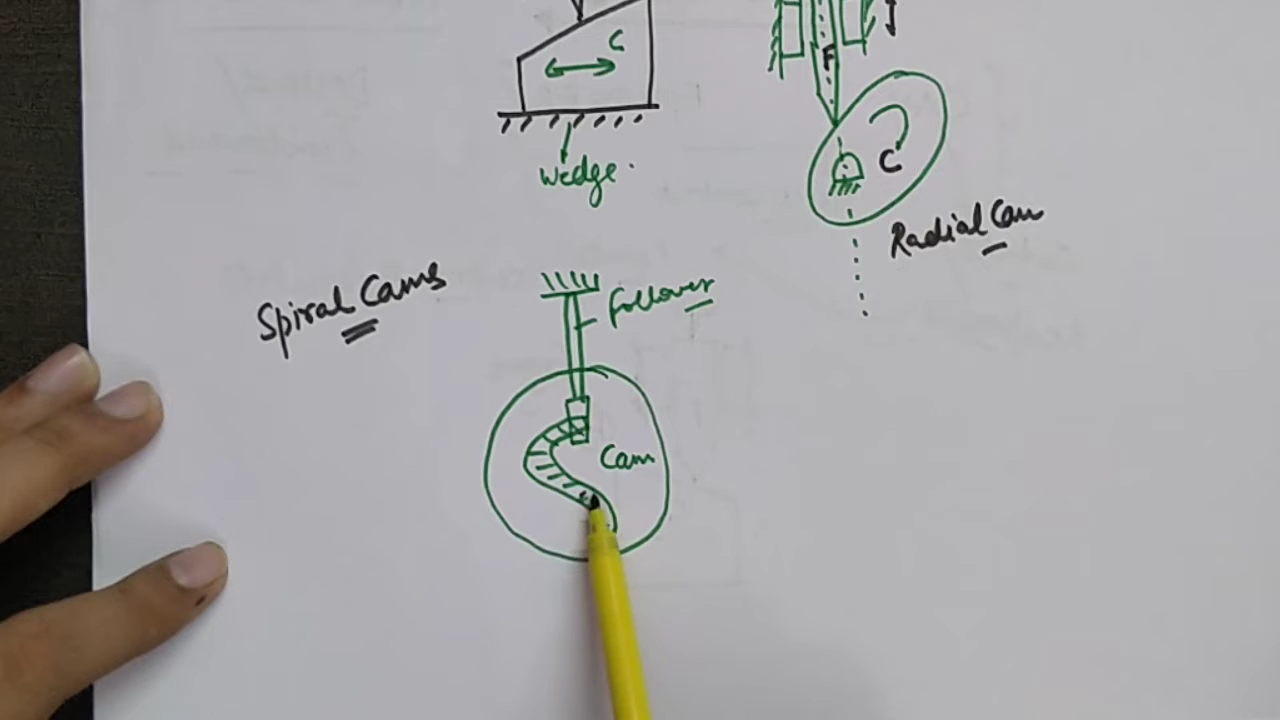 C
wedge.
F
C
Radial Cam
Spiral Cams
follower
Cam